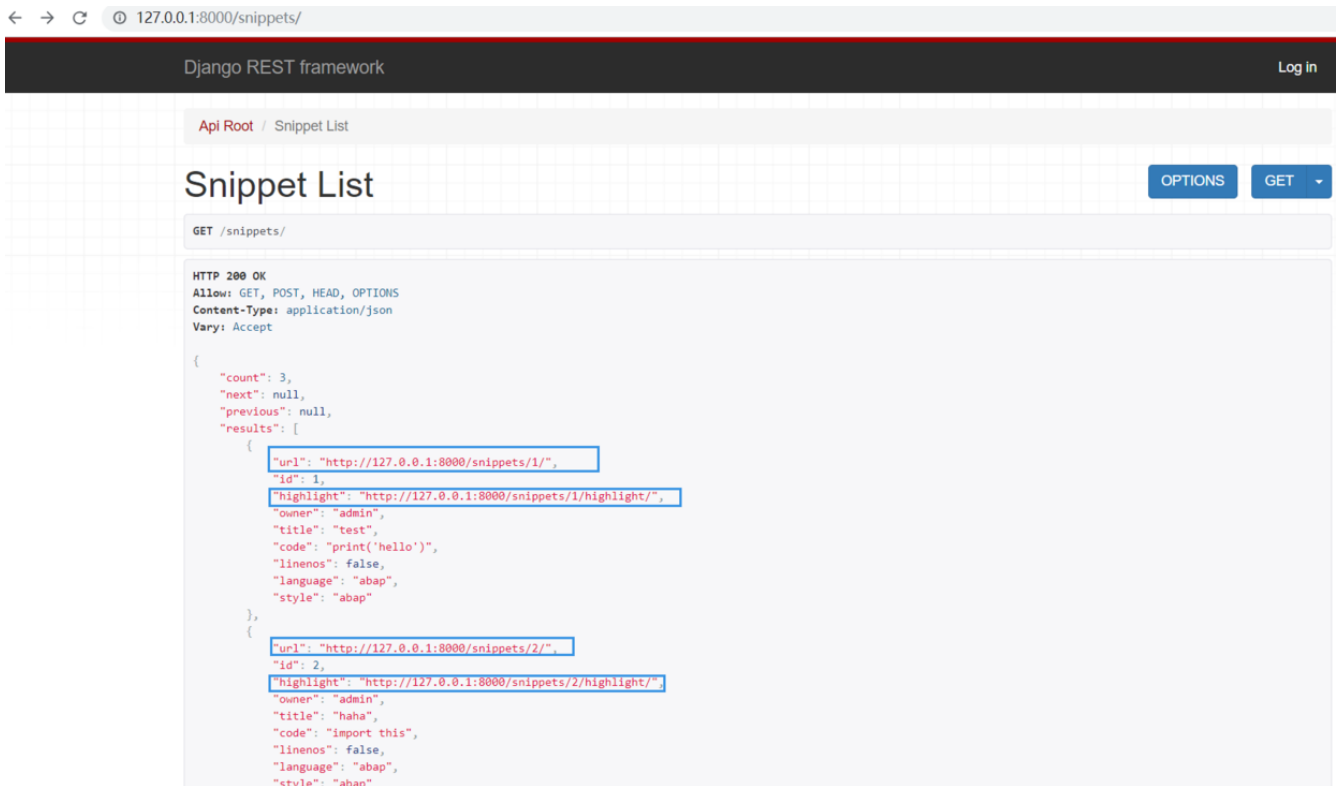 127.0.0.1:8000/snippets/
Django REST framework
Log in
Api Root / Snippet List
Snippet List
OPTIONS
GET
GET /snippets/
HTTP 200 OK
Allow: GET, POST, HEAD, OPTIONS
Content-Type: application/json
Vary: Accept
{
"count": 3,
"next": null,
"previous": null,
"results": [
{
"url": "http://127.0.0.1:8000/snippets/1/",
"id": 1,
"highlight": "http://127.0.0.1:8000/snippets/1/highlight/",
"owner": "admin",
"title": "test",
"code": "print('hello')",
"linenos": false,
"language": "abap",
"style": "abap"
},
{
"url": "http://127.0.0.1:8000/snippets/2/",
"id": 2,
"highlight": "http://127.0.0.1:8000/snippets/2/highlight/",
"owner": "admin",
"title": "haha",
"code": "import this",
"linenos": false,
"language": "abap",
"style": "abap"